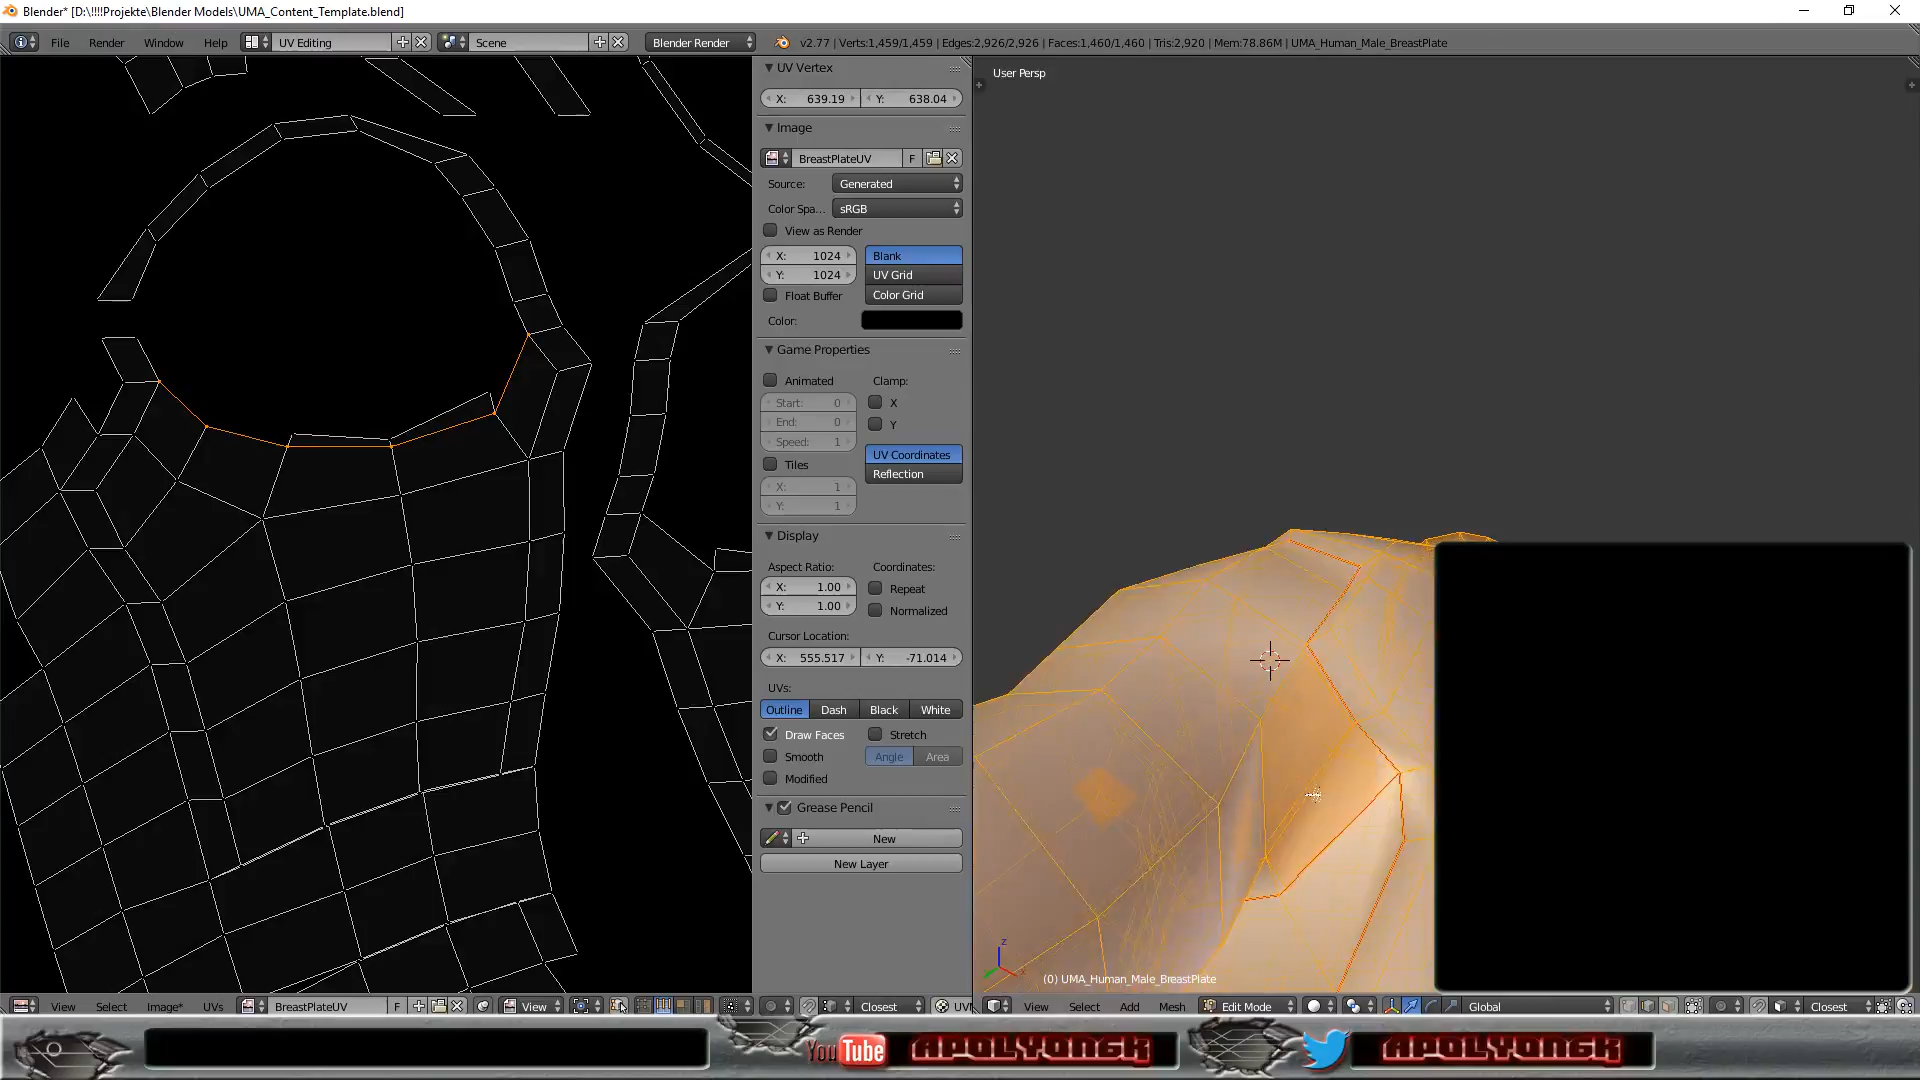 Blender* [D:\!!!!Projekte\Blender Models\UMA_Content_Template.blend]
File Render Window Help UV Editing Scene Blender Render v2.77 | Verts:1,459/1,459 | Edges:2,926/2,926 | Faces:1,460/1,460 | Tris:2,920 | Mem:78.86M | UMA_Human_Male_BreastPlate
UV Vertex
X: 639.19 Y: 638.04
Image
BreastPlateUV F
Source: Generated
Color Spa... sRGB
View as Render
X: 1024 Blank
Y: 1024 UV Grid
Float Buffer Color Grid
Color:
Game Properties
Animated Clamp:
Start: 0 X
End: 0 Y
Speed: 1
Tiles UV Coordinates
X: 1 Reflection
Y: 1
Display
Aspect Ratio: Coordinates:
X: 1.00 Repeat
Y: 1.00 Normalized
Cursor Location:
X: 555.517 Y: -71.014
UVs:
Outline Dash Black White
Draw Faces Stretch
Smooth Angle Area
Modified
Grease Pencil
New
New Layer
User Persp
z
(0) UMA_Human_Male_BreastPlate
View Select Image* UVs BreastPlateUV F View Closest UVM
View Select Add Mesh Edit Mode Global Closest
YouTube APOLYON6K APOLYON6K